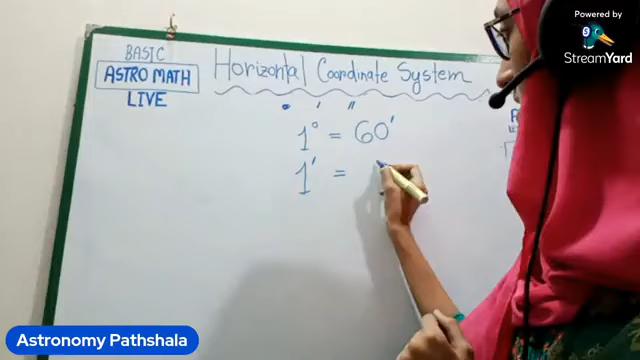 Powered by
StreamYard
BASIC
ASTRO MATH
LIVE
Horizontal Coordinate System
° ′ ″
1° = 60′
1′ =
Astronomy Pathshala